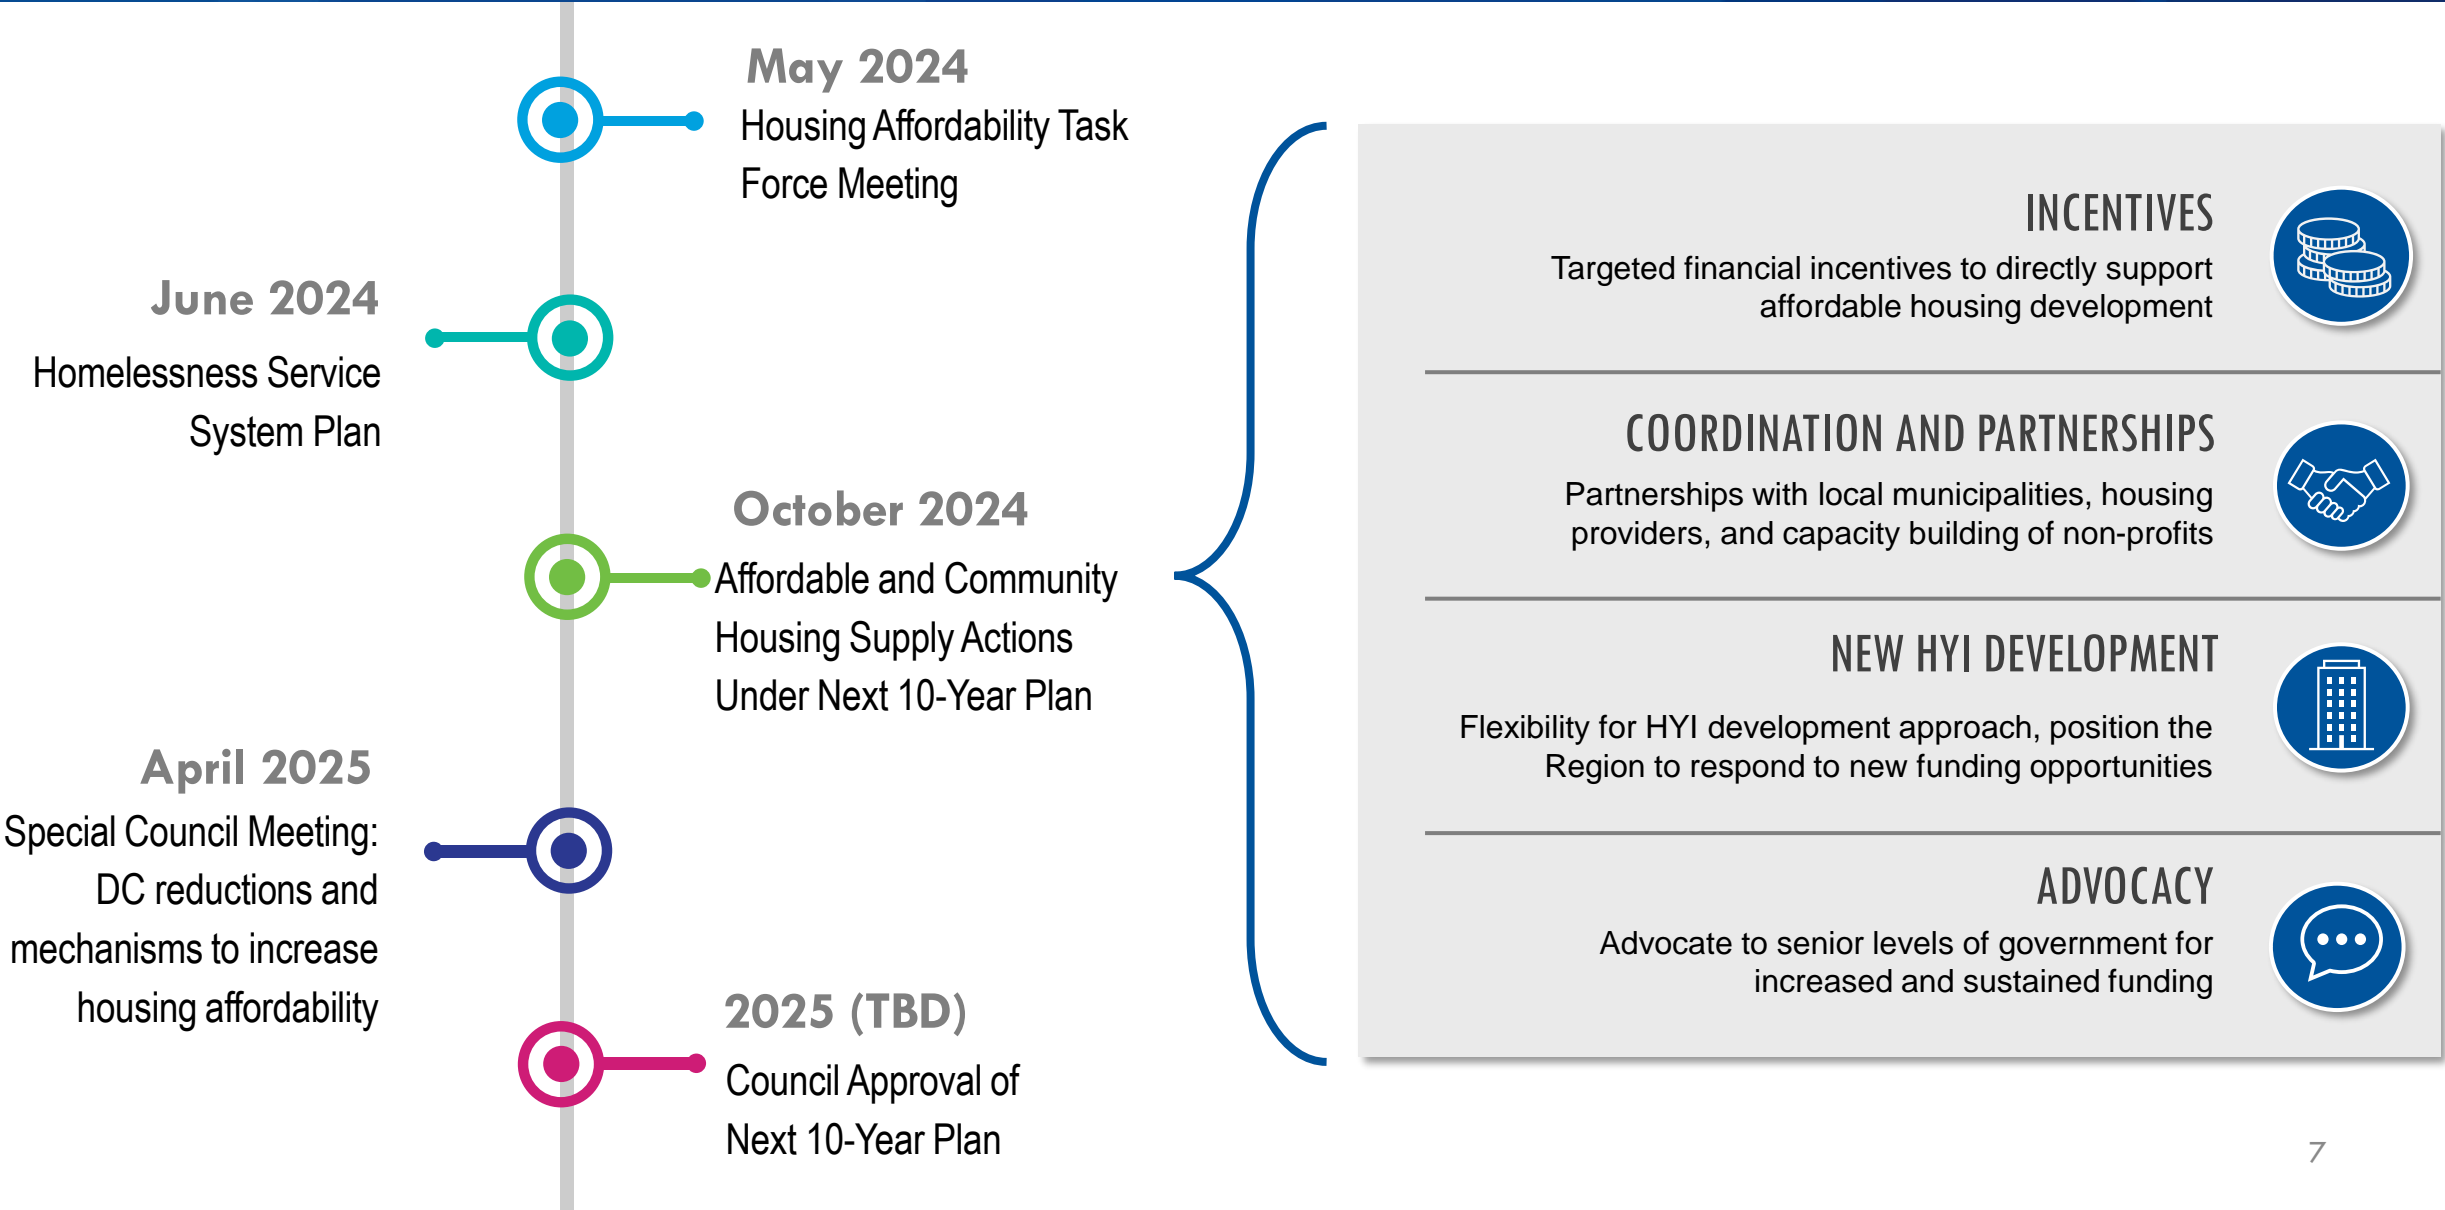 May 2024
Housing Affordability Task
Force Meeting
June 2024
Homelessness Service
System Plan
October 2024
Affordable and Community
Housing Supply Actions
Under Next 10-Year Plan
April 2025
Special Council Meeting:
DC reductions and
mechanisms to increase
housing affordability
2025 (TBD)
Council Approval of
Next 10-Year Plan
INCENTIVES
Targeted financial incentives to directly support
affordable housing development
COORDINATION AND PARTNERSHIPS
Partnerships with local municipalities, housing
providers, and capacity building of non-profits
NEW HYI DEVELOPMENT
Flexibility for HYI development approach, position the
Region to respond to new funding opportunities
ADVOCACY
Advocate to senior levels of government for
increased and sustained funding
7